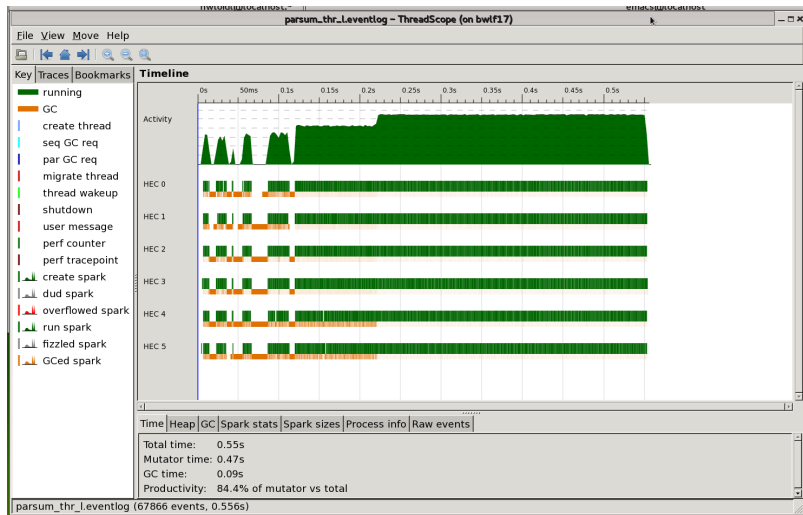 parsum_thr_l.eventlog – ThreadScope (on bwlf17)
File View Move Help
Key Traces Bookmarks
Timeline
running
GC
create thread
seq GC req
par GC req
migrate thread
thread wakeup
shutdown
user message
perf counter
perf tracepoint
create spark
dud spark
overflowed spark
run spark
fizzled spark
GCed spark
0s 50ms 0.1s 0.15s 0.2s 0.25s 0.3s 0.35s 0.4s 0.45s 0.5s
Activity
HEC 0
HEC 1
HEC 2
HEC 3
HEC 4
HEC 5
Time Heap GC Spark stats Spark sizes Process info Raw events
Total time: 0.55s
Mutator time: 0.47s
GC time: 0.09s
Productivity: 84.4% of mutator vs total
parsum_thr_l.eventlog (67866 events, 0.556s)